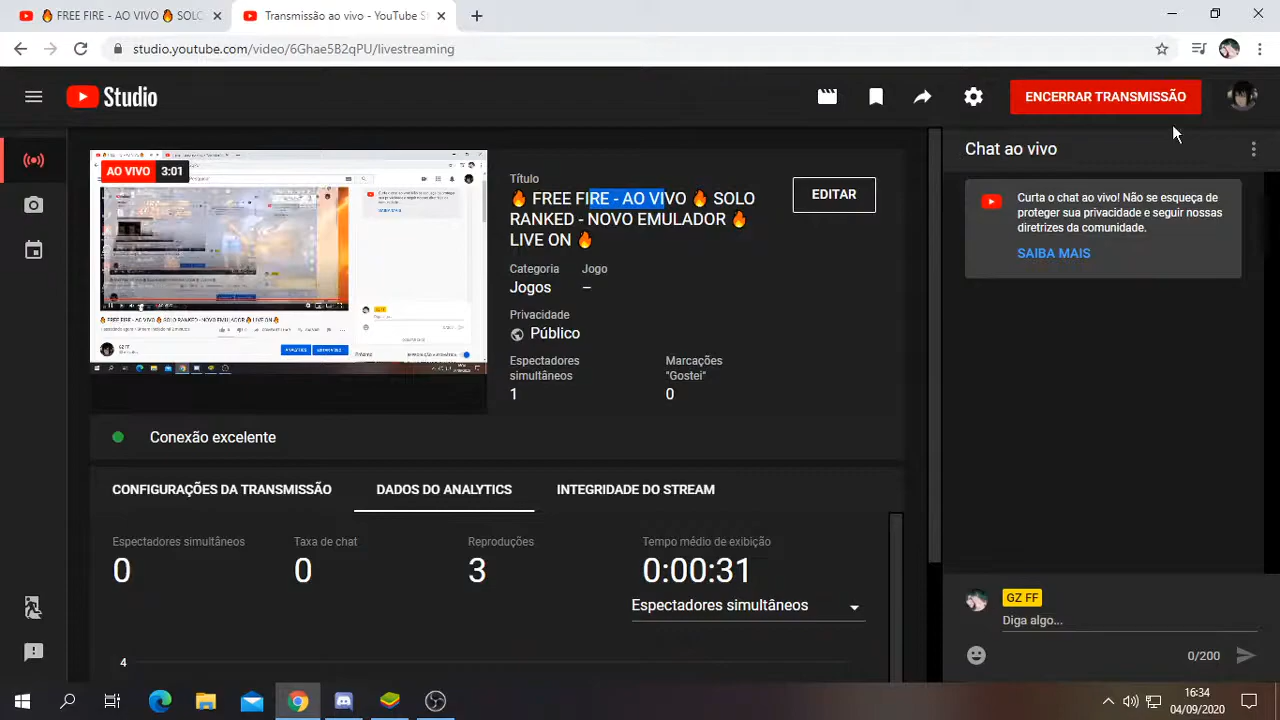 🔥 FREE FIRE - AO VIVO 🔥 SOLO
Transmissão ao vivo - YouTube S
studio.youtube.com/video/6Ghae5B2qPU/livestreaming
Studio
ENCERRAR TRANSMISSÃO
AO VIVO 3:01
Título
🔥 FREE FIRE - AO VIVO 🔥 SOLO
RANKED - NOVO EMULADOR 🔥
LIVE ON 🔥
EDITAR
Categoria Jogo
Jogos –
Privacidade
Público
Espectadores
simultâneos
1
Marcações
"Gostei"
0
Conexão excelente
CONFIGURAÇÕES DA TRANSMISSÃO DADOS DO ANALYTICS INTEGRIDADE DO STREAM
Espectadores simultâneos Taxa de chat Reproduções Tempo médio de exibição
0 0 3 0:00:31
Espectadores simultâneos
4
Chat ao vivo
Curta o chat ao vivo! Não se esqueça de
proteger sua privacidade e seguir nossas
diretrizes da comunidade.
SAIBA MAIS
GZ FF
Diga algo...
0/200
16:34
04/09/2020